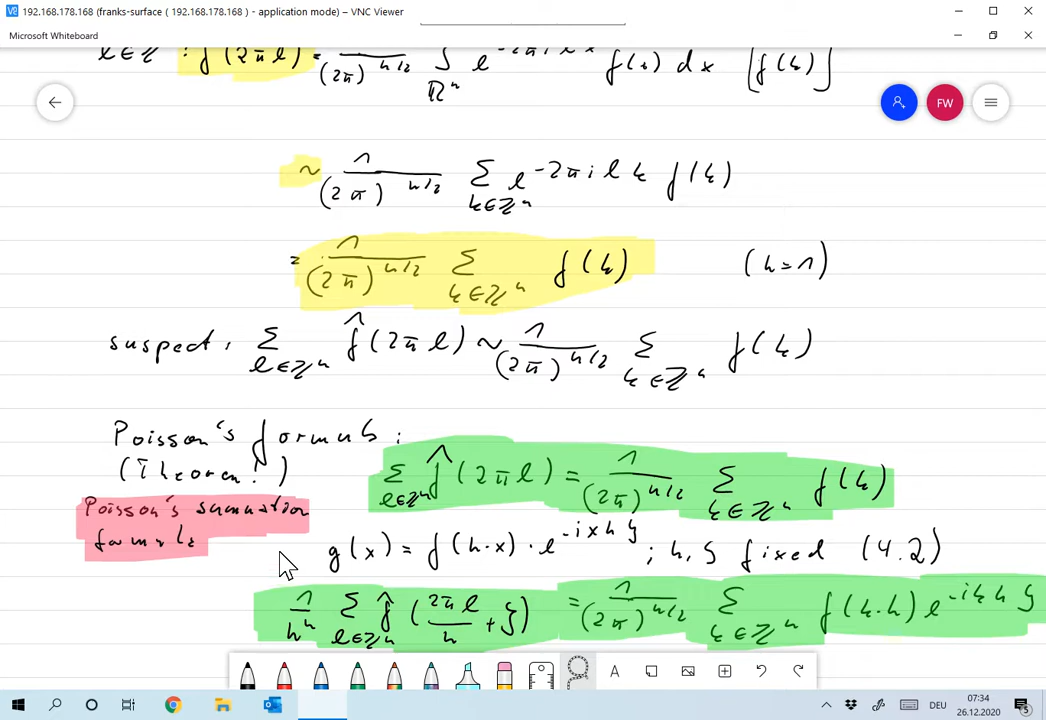 192.168.178.168 (franks-surface ( 192.168.178.168 ) - application mode) – VNC Viewer
Microsoft Whiteboard
l∈ℤⁿ : f̂(2πl) = 1/(2π)^{n/2} ∫_{ℝⁿ} e^{-2πi l x} f(x) dx [f(k)]
FW
~ 1/(2π)^{n/2} Σ_{k∈ℤⁿ} e^{-2πi l k} f(k)
= 1/(2π)^{n/2} Σ_{k∈ℤⁿ} f(k) (h=1)
suspect: Σ_{l∈ℤⁿ} f̂(2πl) ~ 1/(2π)^{n/2} Σ_{k∈ℤⁿ} f(k)
Poisson's formula:
(Theorem!) Σ_{l∈ℤⁿ} f̂(2πl) = 1/(2π)^{n/2} Σ_{k∈ℤⁿ} f(k)
Poisson's summation
formula
g(x) = f(h·x)·e^{-ixhξ} ; h,ξ fixed (4.2)
1/hⁿ Σ_{l∈ℤⁿ} f̂(2πl/h + ξ) = 1/(2π)^{n/2} Σ_{k∈ℤⁿ} f(k·h) e^{-ikhξ}
A
DEU
07:34
26.12.2020
5